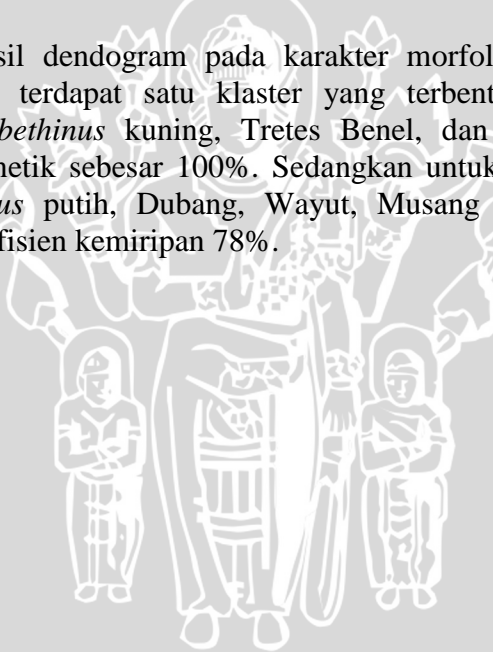 sil dendogram pada karakter morfol
terdapat satu klaster yang terbent
bethinus kuning, Tretes Benel, dan
netik sebesar 100%. Sedangkan untuk
us putih, Dubang, Wayut, Musang
fisien kemiripan 78%.